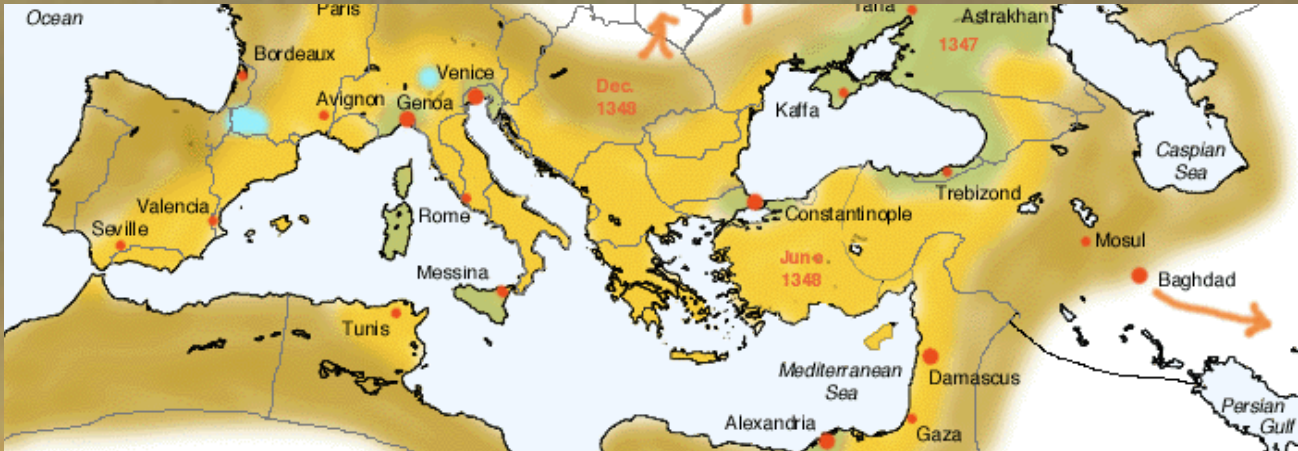 Ocean
Paris
Tana
Astrakhan
1347
Bordeaux
Venice
Avignon
Genoa
Dec.
1348
Kaffa
Caspian
Sea
Valencia
Seville
Rome
Trebizond
Constantinople
Mosul
Messina
June
1348
Baghdad
Tunis
Mediterranean
Sea
Damascus
Alexandria
Gaza
Persian
Gulf